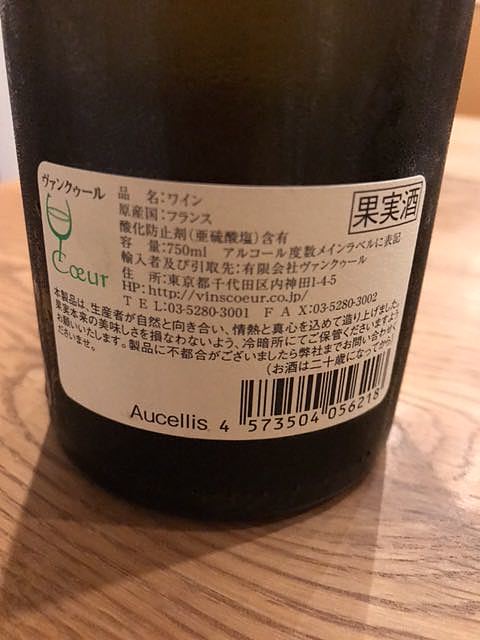 ヴァンクゥール
Cœur
品　名:ワイン
果実酒
原産国:フランス
酸化防止剤(亜硫酸塩)含有
容　量:750ml　アルコール度数メインラベルに表記
輸入者及び引取先:有限会社ヴァンクゥール
住　所:東京都千代田区内神田1-4-5
HP:http://vinscoeur.co.jp/
TEL:03-5280-3001　FAX:03-5280-3002
本製品は、生産者が自然と向き合い、情熱と真心を込めて造り上げました。
果実本来の美味しさを損なわないよう、冷暗所にてご保管くださいますよう
お願いいたします。製品に不都合がございましたら弊社までお問い合わせく
ださいませ。
(お酒は二十歳になってから)
Aucellis 4 573504 056218